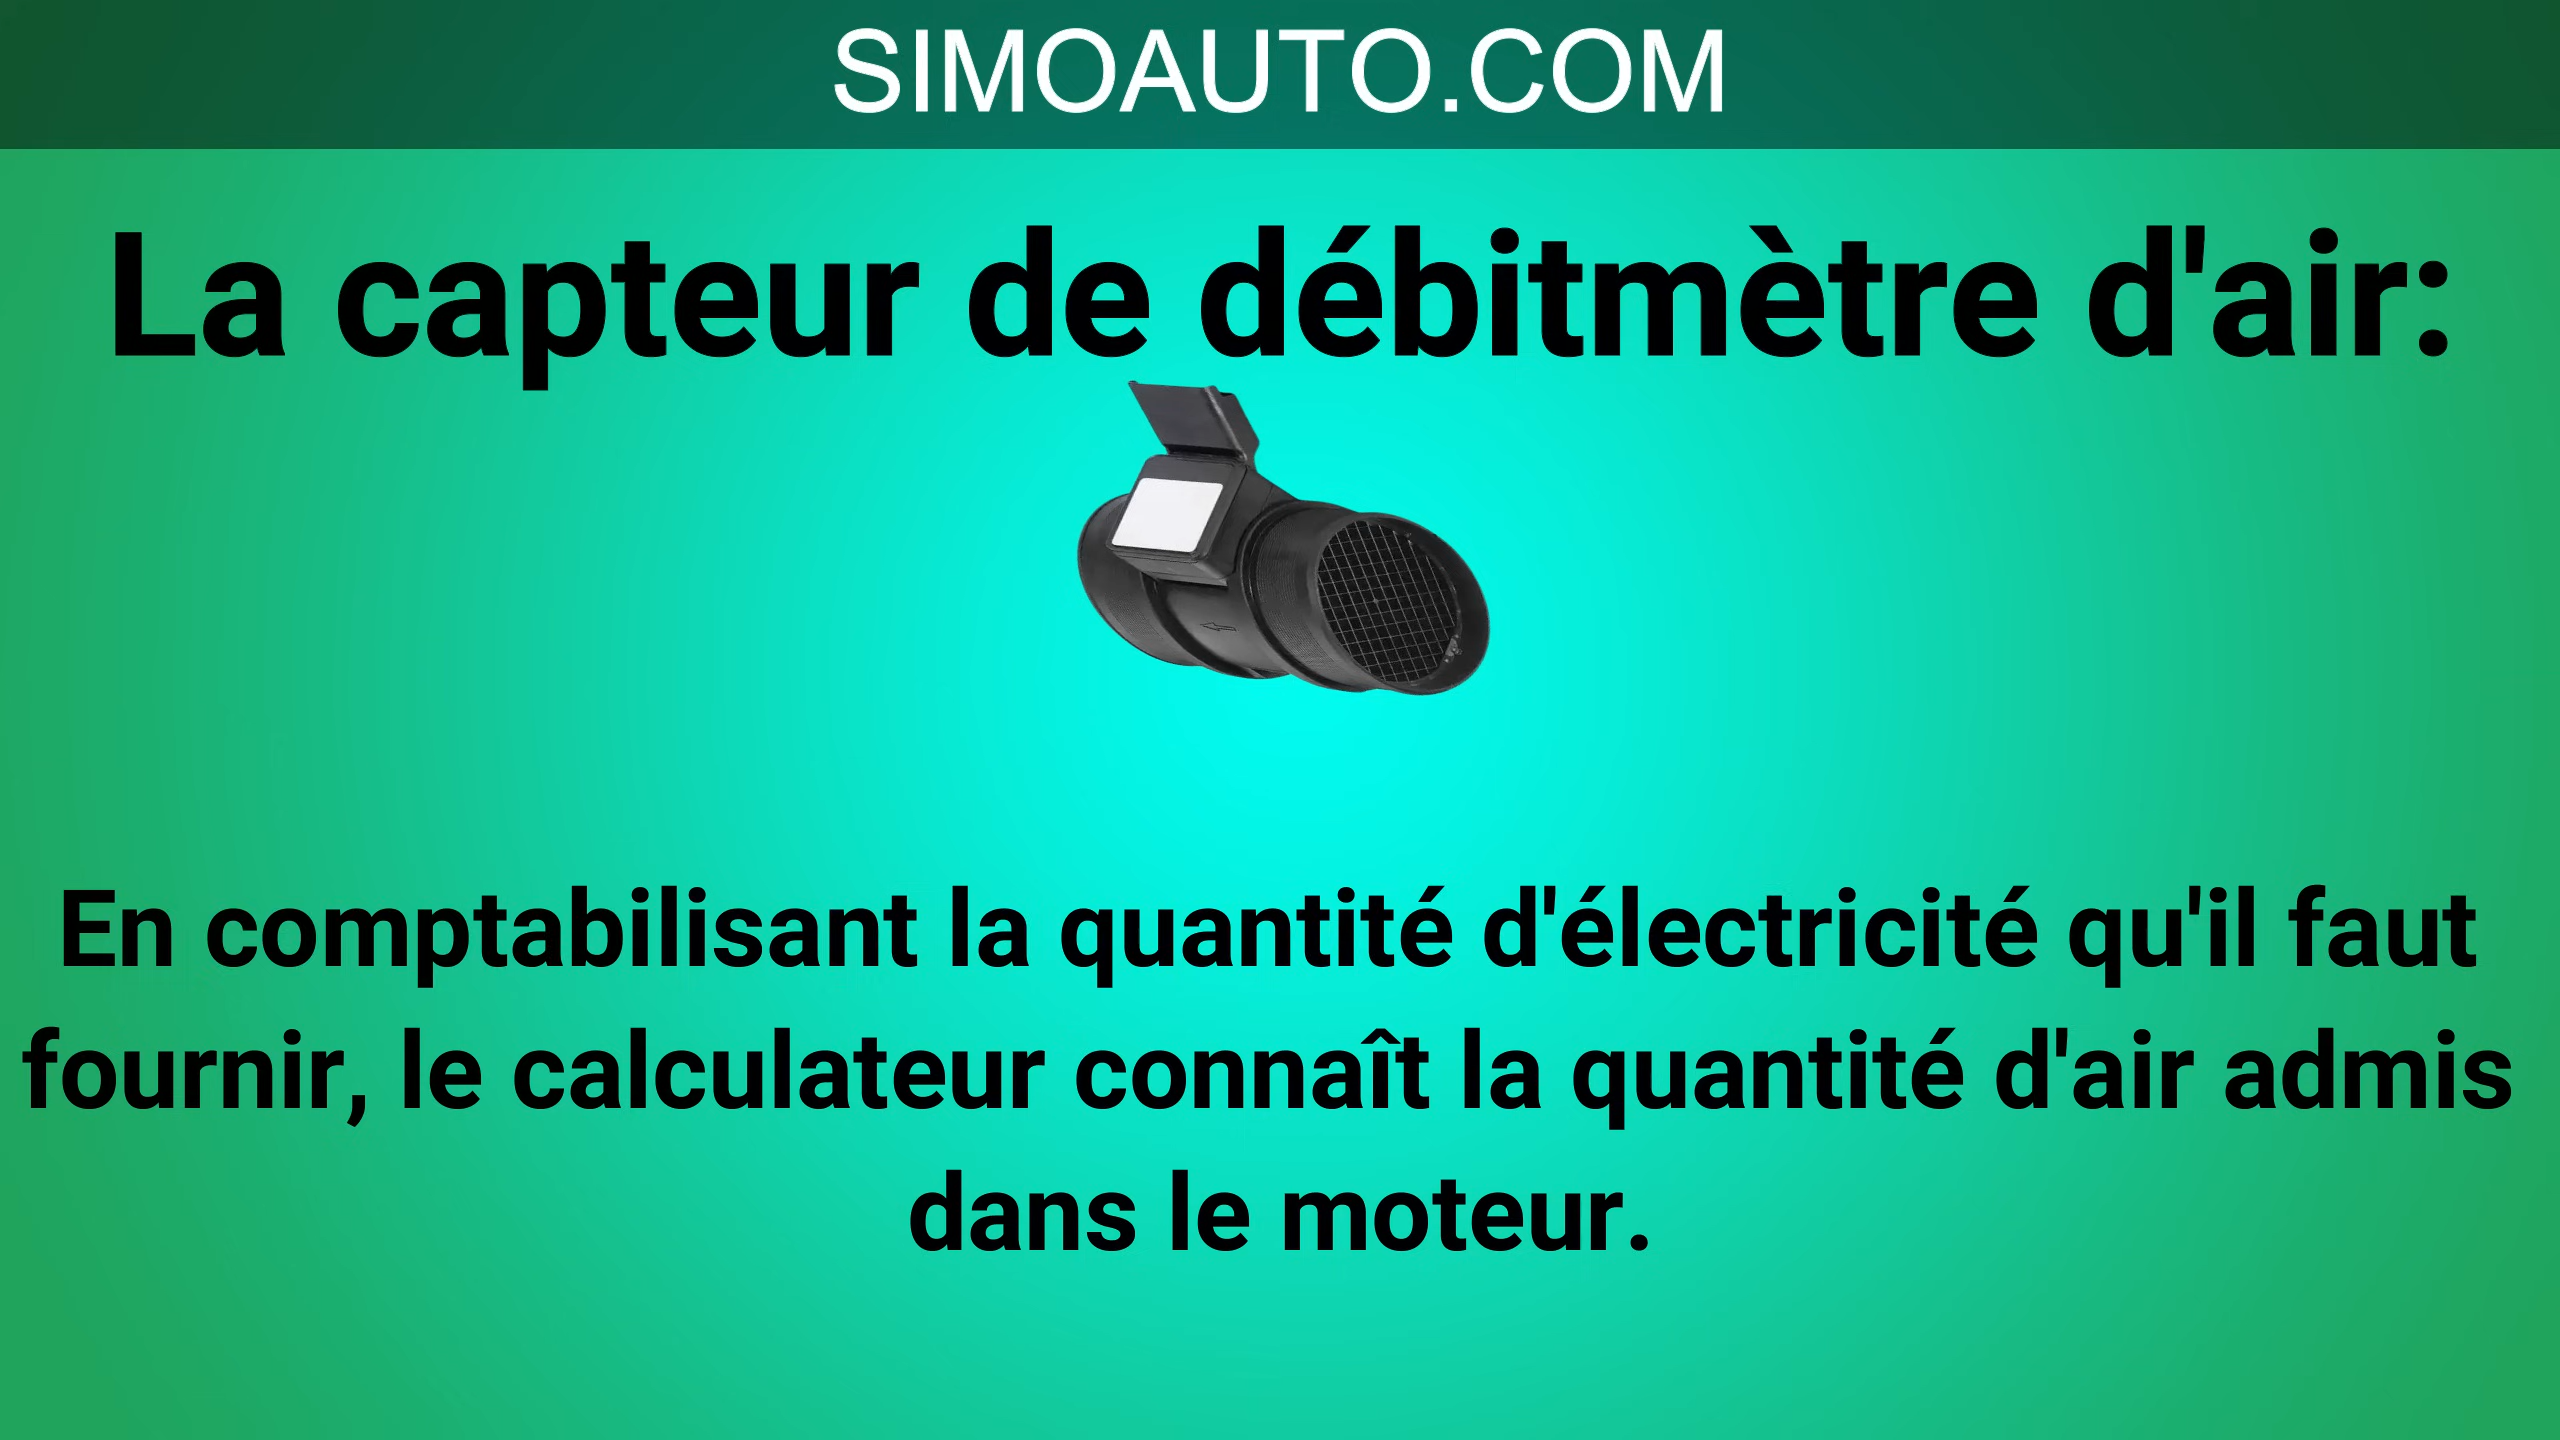 SIMOAUTO.COM
La capteur de débitmètre d'air:
En comptabilisant la quantité d'électricité qu'il faut
fournir, le calculateur connaît la quantité d'air admis
dans le moteur.